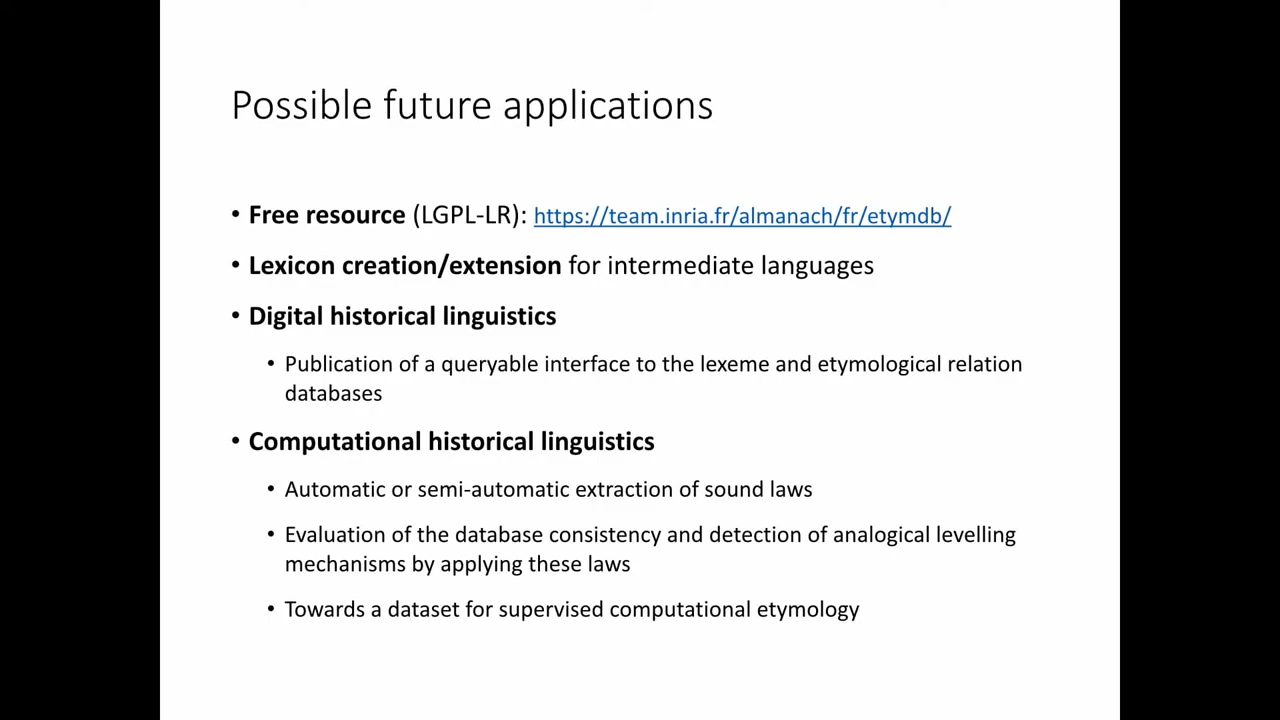 Possible future applications
• Free resource (LGPL-LR): https://team.inria.fr/almanach/fr/etymdb/
• Lexicon creation/extension for intermediate languages
• Digital historical linguistics
• Publication of a queryable interface to the lexeme and etymological relation
databases
• Computational historical linguistics
• Automatic or semi-automatic extraction of sound laws
• Evaluation of the database consistency and detection of analogical levelling
mechanisms by applying these laws
• Towards a dataset for supervised computational etymology